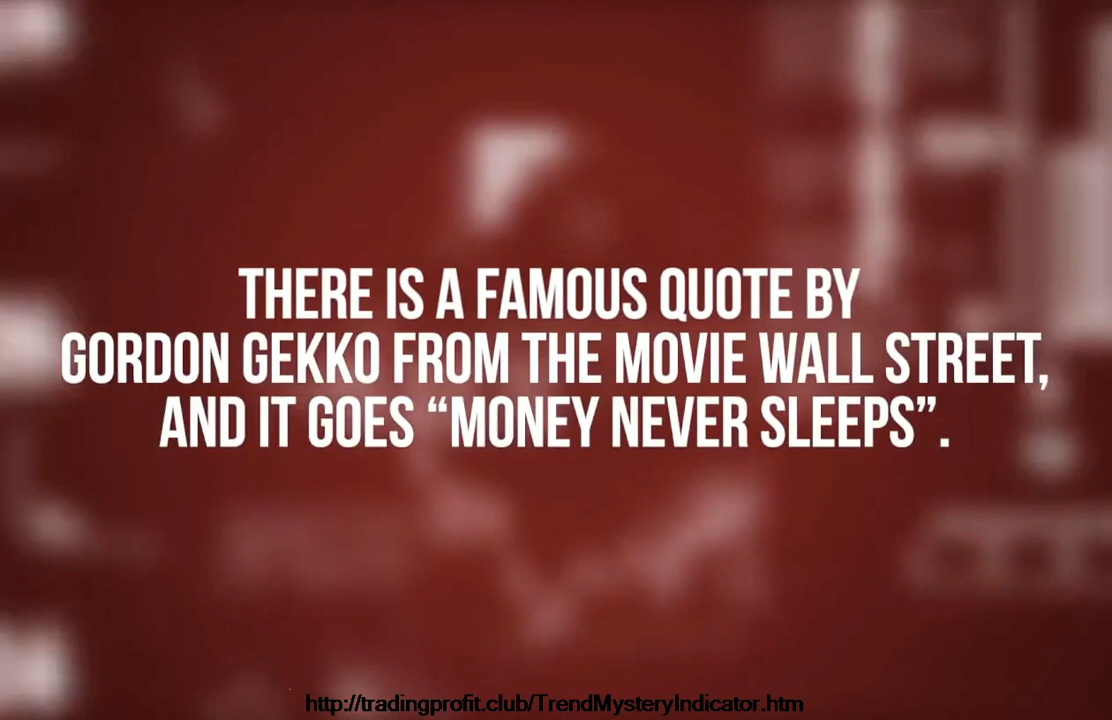 THERE IS A FAMOUS QUOTE BY
GORDON GEKKO FROM THE MOVIE WALL STREET,
AND IT GOES “MONEY NEVER SLEEPS”.
http://tradingprofit.club/TrendMysteryIndicator.htm